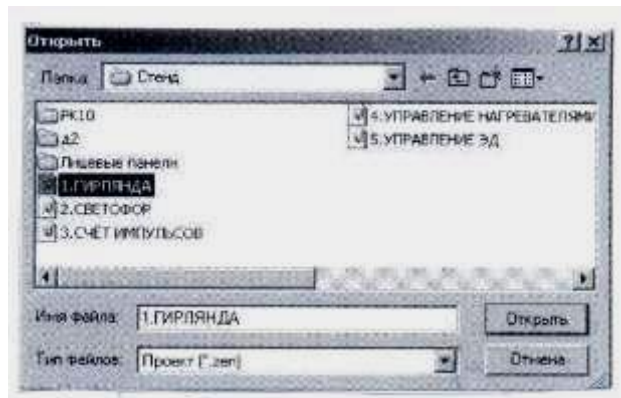 Открыть
Папка: Стенд
РК10
д2
Лицевые панели
1.ГИРЛЯНДА
2.СВЕТОФОР
3.СЧЁТ ИМПУЛЬСОВ
4.УПРАВЛЕНИЕ НАГРЕВАТЕЛЯМИ
5.УПРАВЛЕНИЕ ЭД
Имя файла: 1.ГИРЛЯНДА Открыть
Тип файлов: Проект (*.zen) Отмена